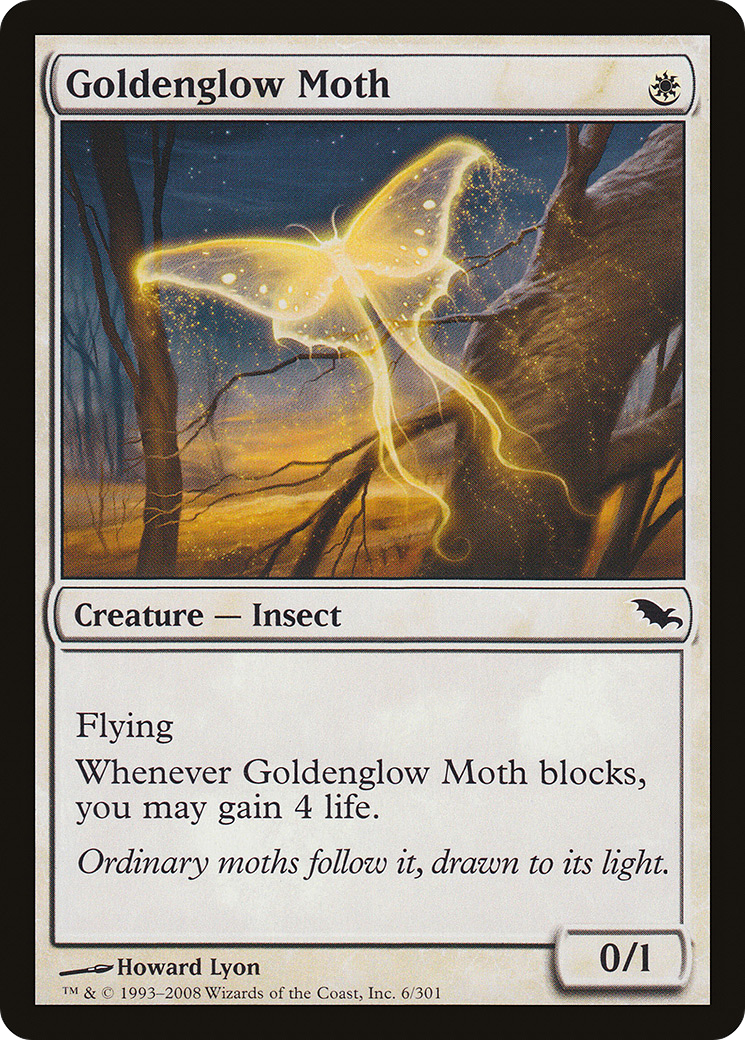 Goldenglow Moth
Creature — Insect
Flying
Whenever Goldenglow Moth blocks,
you may gain 4 life.
Ordinary moths follow it, drawn to its light.
0/1
Howard Lyon
™ & © 1993–2008 Wizards of the Coast, Inc. 6/301